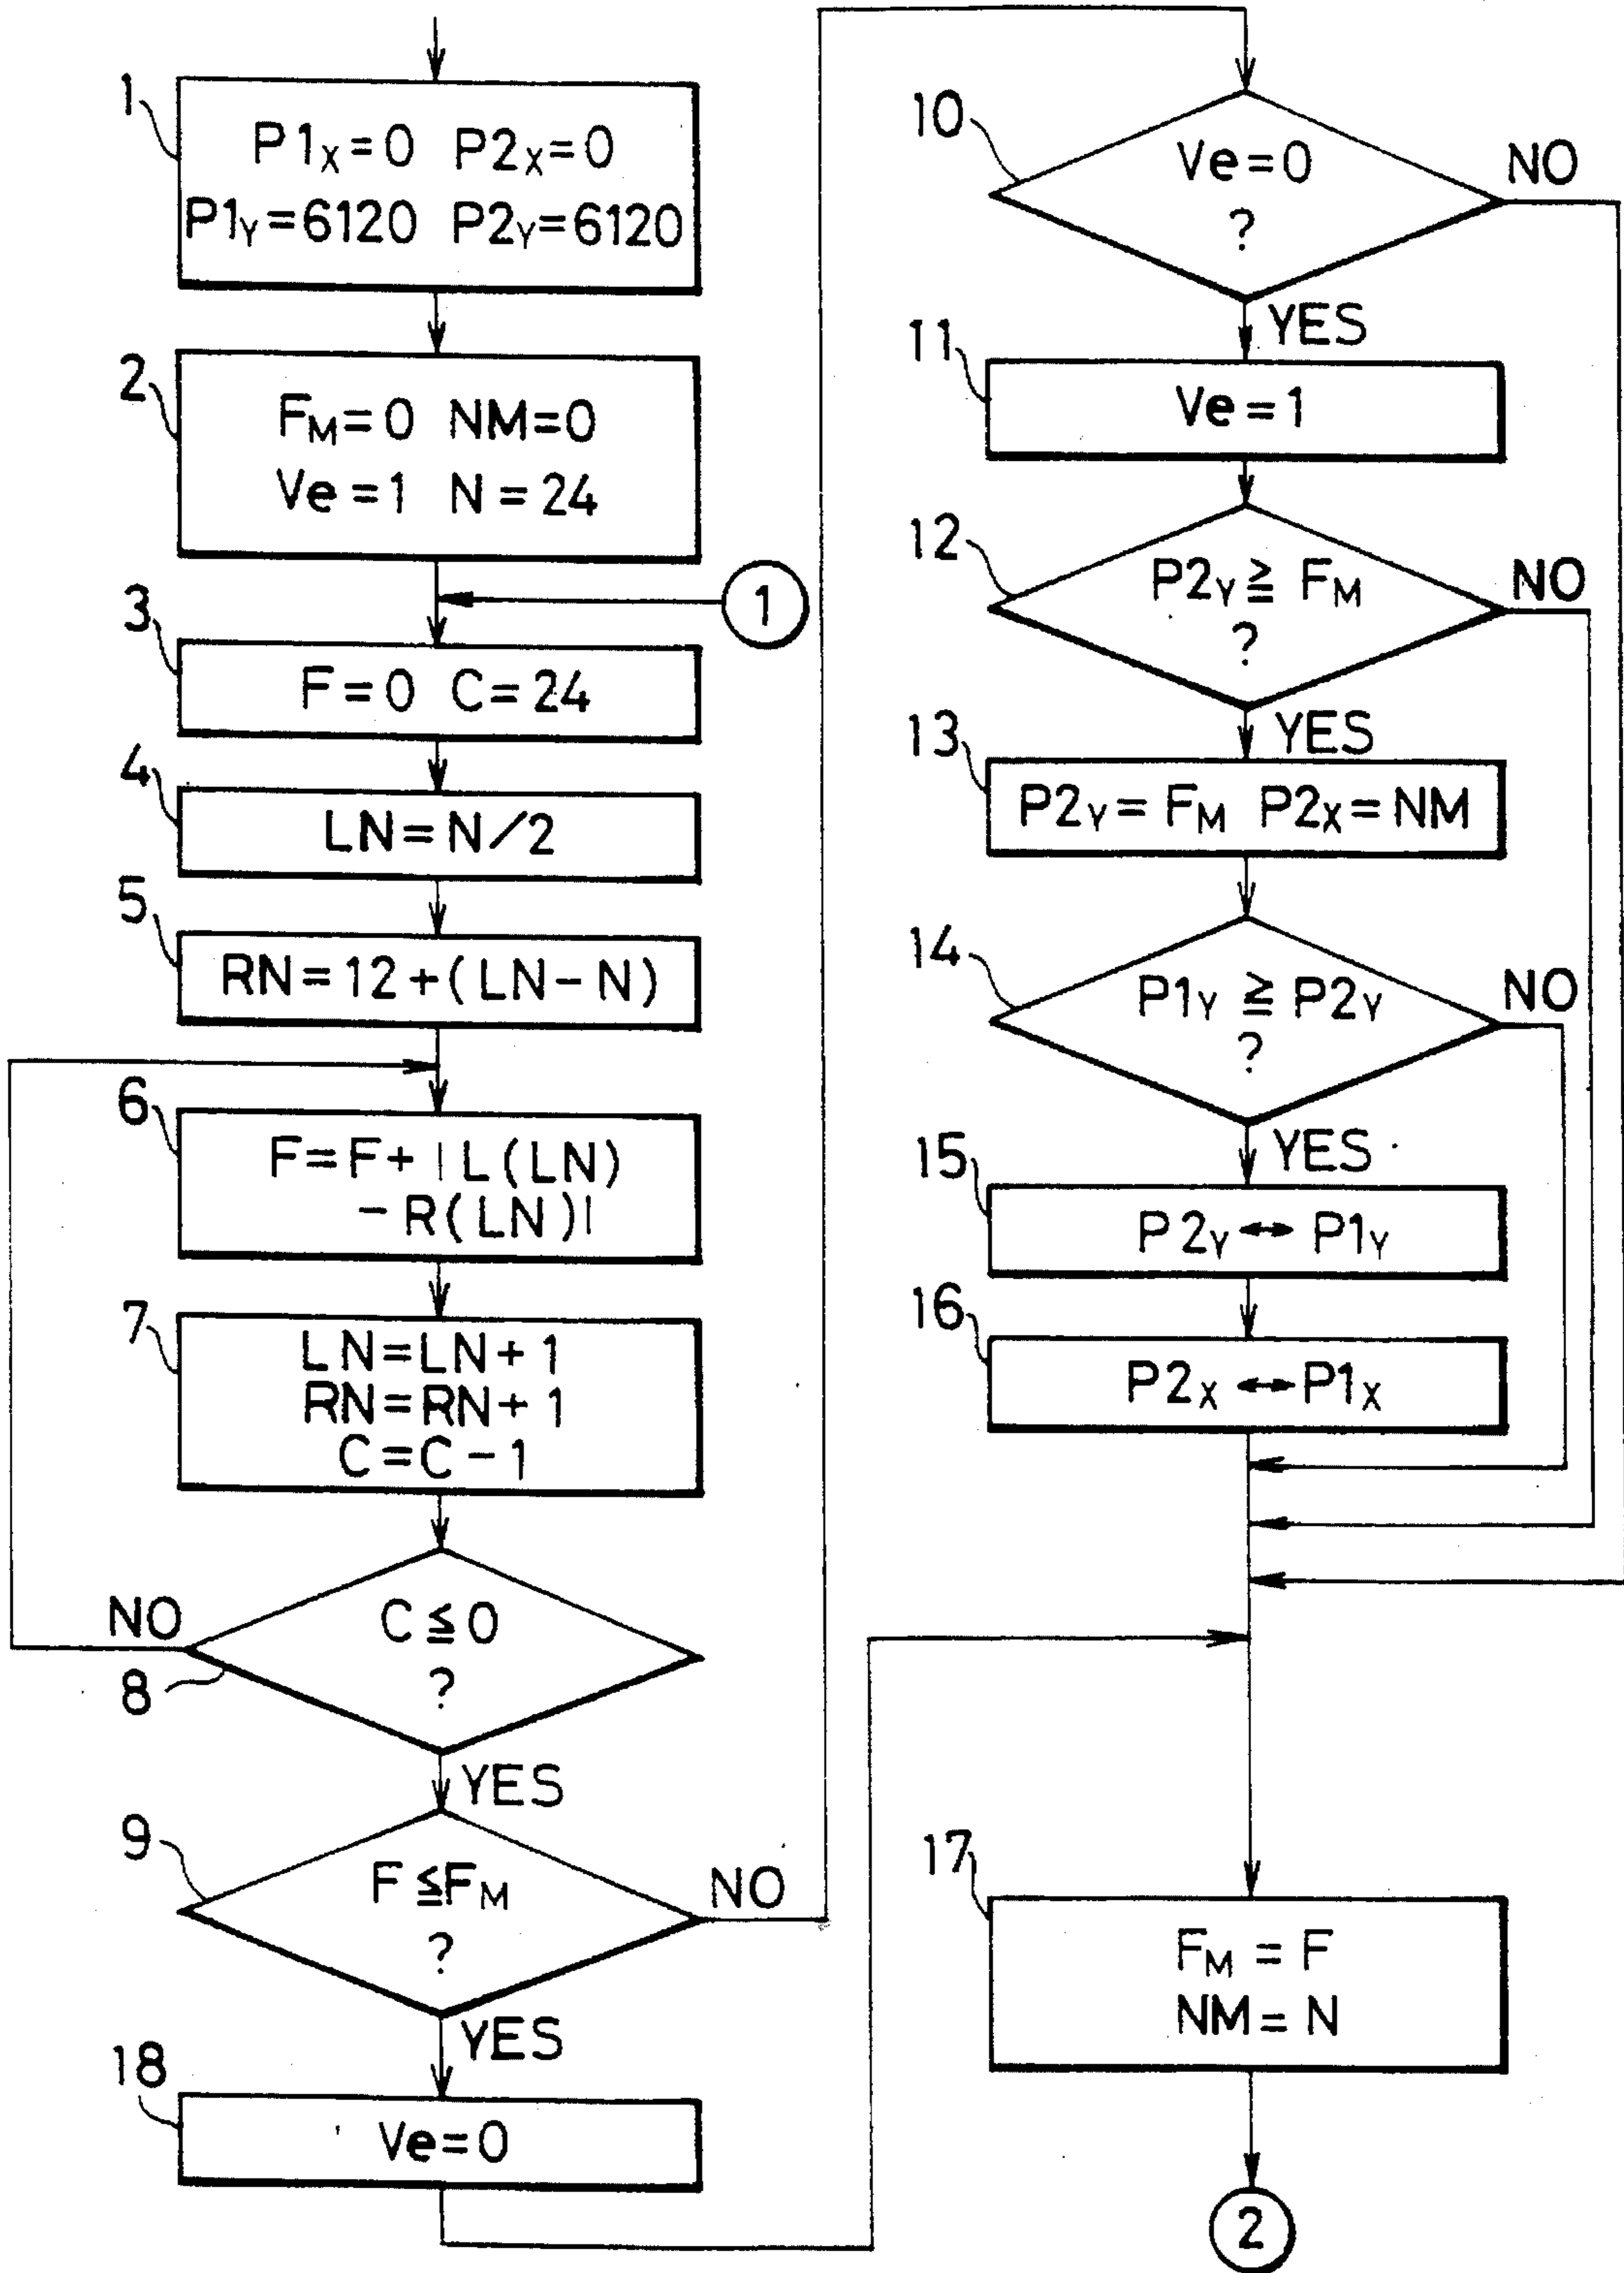 1
P1X=0 P2X=0
P1Y=6120 P2Y=6120
2
FM=0 NM=0
Ve=1 N=24
1
3
F=0 C=24
4
LN=N/2
5
RN=12+(LN-N)
6
F=F+|L(LN)
-R(LN)|
7
LN=LN+1
RN=RN+1
C=C-1
NO
C≦0
?
8
YES
9
F≦FM
?
NO
YES
18
Ve=0
10
Ve=0
?
NO
YES
11
Ve=1
12
P2Y≧FM
?
NO
YES
13
P2Y=FM P2X=NM
14
P1Y≧P2Y
?
NO
YES
15
P2Y↔P1Y
16
P2X↔P1X
17
FM=F
NM=N
2